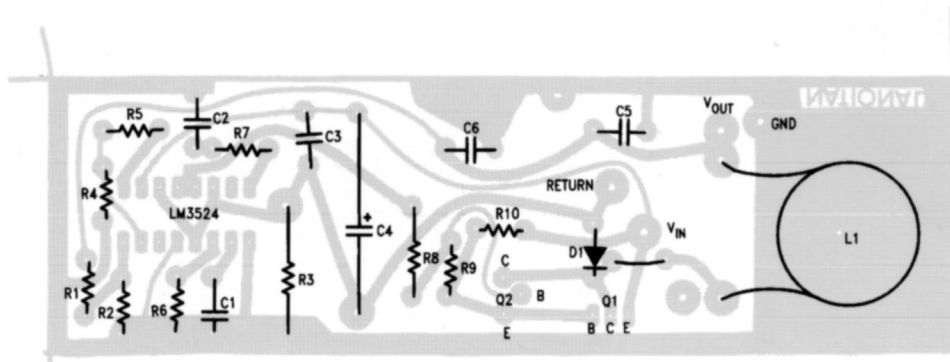 NATIONAL
R5
C2
R7
C3
C6
C5
VOUT
GND
R4
LM3524
RETURN
C4
R10
VIN
L1
R8
R9
D1
C
R1
R2
R6
C1
R3
Q2
B
Q1
E
B C E